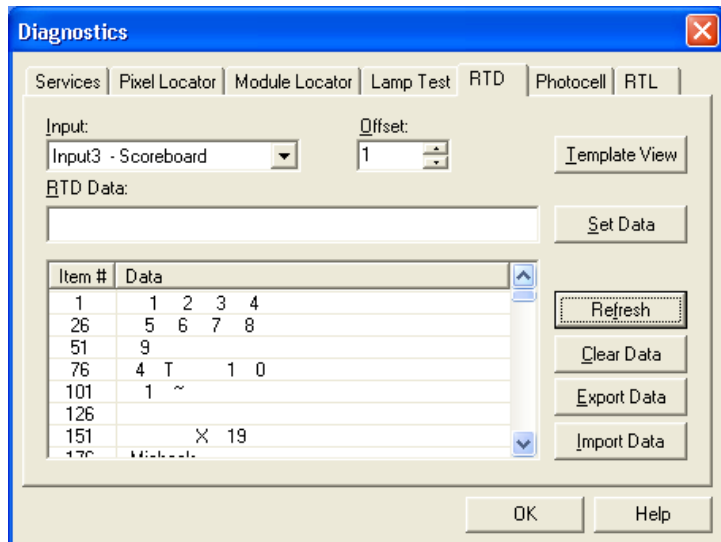 Diagnostics
Services Pixel Locator Module Locator Lamp Test RTD Photocell RTL
Input: Offset:
Input3 - Scoreboard 1 Template View
RTD Data:
Set Data
Item # Data
1 1 2 3 4
26 5 6 7 8
51 9
76 4 T 1 0
101 1 ~
126
151 X 19
Refresh
Clear Data
Export Data
Import Data
OK Help